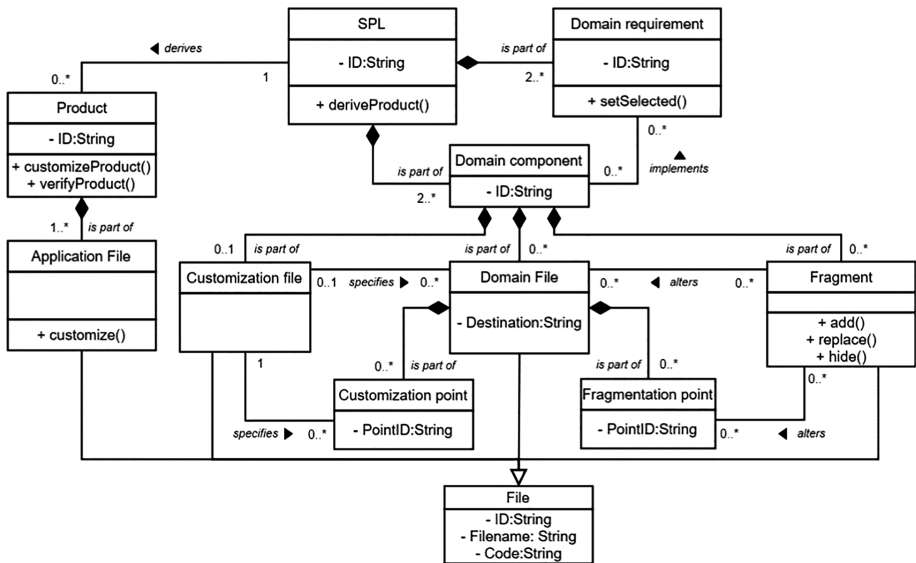 SPL
- ID:String
+ deriveProduct()
Domain requirement
- ID:String
+ setSelected()
◀ derives
0..*
1
is part of
2..*
Product
- ID:String
+ customizeProduct()
+ verifyProduct()
is part of
2..*
Domain component
- ID:String
0..*
0..*
▲
implements
1..*
is part of
Application File
+ customize()
0..1
is part of
is part of
0..*
is part of
0..*
Customization file
0..1
specifies ▶
0..*
Domain File
- Destination:String
0..*
◀ alters
0..*
Fragment
+ add()
+ replace()
+ hide()
1
0..*
is part of
0..*
is part of
0..*
Customization point
- PointID:String
specifies ▶
0..*
Fragmentation point
- PointID:String
0..*
◀ alters
File
- ID:String
- Filename: String
- Code:String